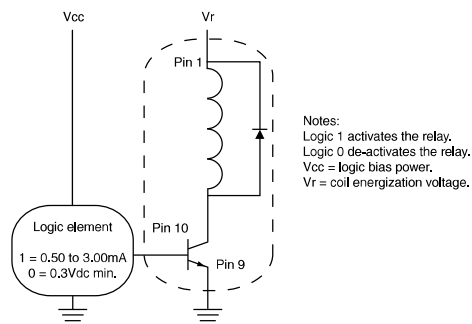 Vcc
Vr
Pin 1
Notes:
Logic 1 activates the relay.
Logic 0 de-activates the relay.
Vcc = logic bias power.
Vr = coil energization voltage.
Logic element
1 = 0.50 to 3.00mA
0 = 0.3Vdc min.
Pin 10
Pin 9